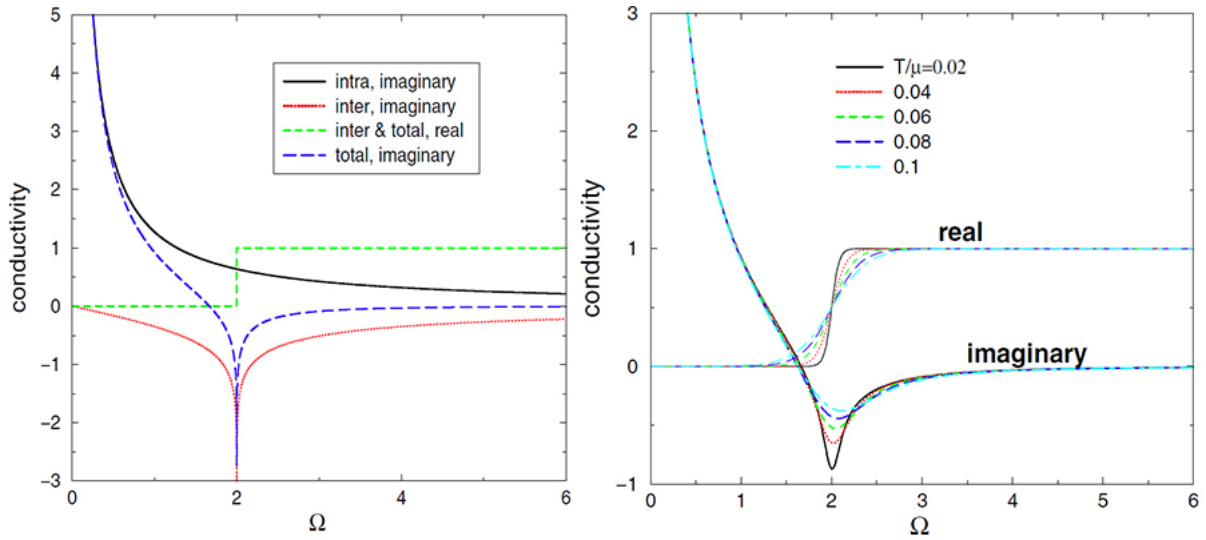 5
4
3
2
1
0
−1
−2
−3
conductivity
intra, imaginary
inter, imaginary
inter & total, real
total, imaginary
0
2
4
6
Ω
3
2
1
0
−1
conductivity
T/μ=0.02
0.04
0.06
0.08
0.1
real
imaginary
0
1
2
3
4
5
6
Ω